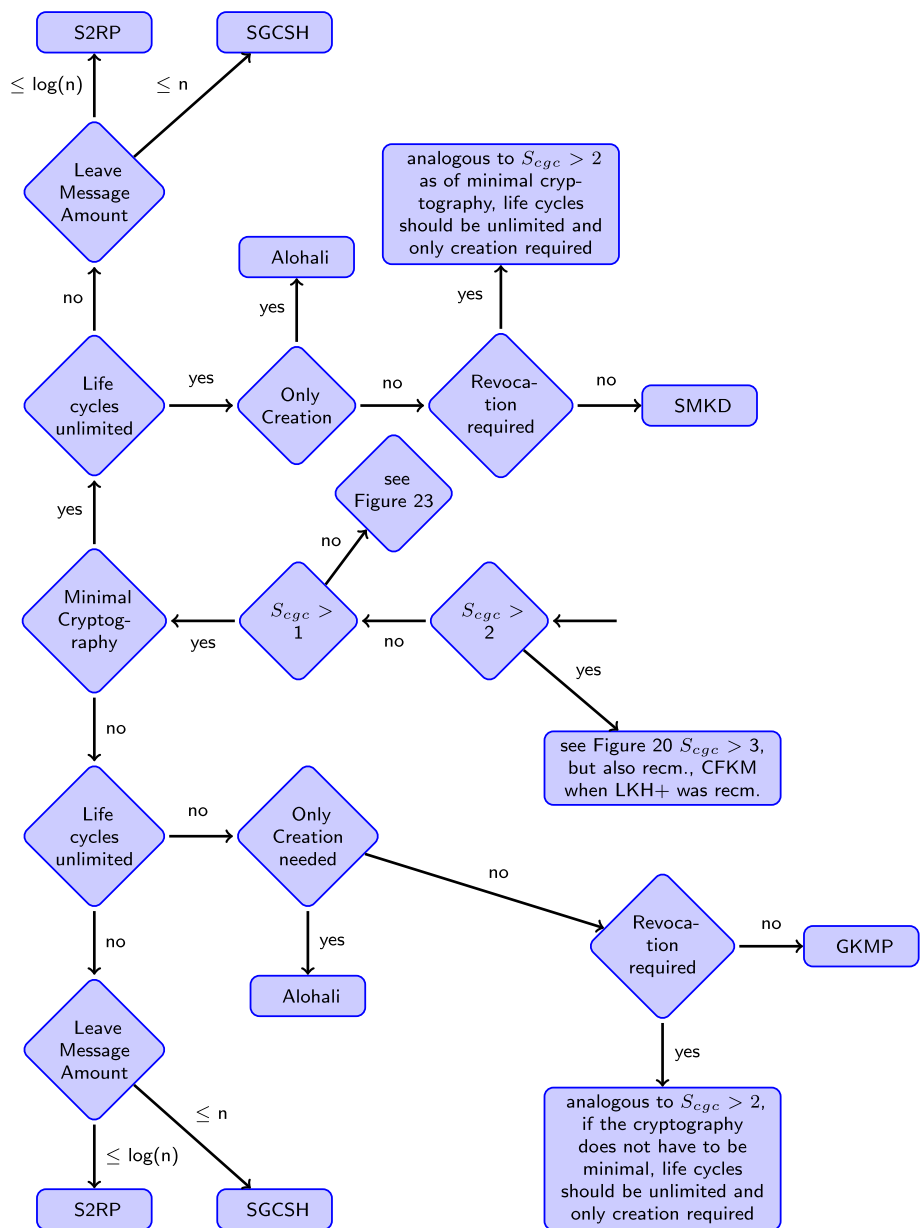 S2RP
SGCSH
≤ log(n)
≤ n
Leave
Message
Amount
analogous to S_cgc > 2
as of minimal cryp-
tography, life cycles
should be unlimited and
only creation required
Alohali
no
yes
yes
Life
cycles
unlimited
yes
Only
Creation
no
Revoca-
tion
required
no
SMKD
see
Figure 23
yes
no
Minimal
Cryptog-
raphy
yes
S_cgc >
1
no
S_cgc >
2
yes
no
see Figure 20 S_cgc > 3,
but also recm., CFKM
when LKH+ was recm.
Life
cycles
unlimited
no
Only
Creation
needed
no
no
yes
Revoca-
tion
required
no
GKMP
Alohali
Leave
Message
Amount
yes
≤ n
≤ log(n)
analogous to S_cgc > 2,
if the cryptography
does not have to be
minimal, life cycles
should be unlimited and
only creation required
S2RP
SGCSH